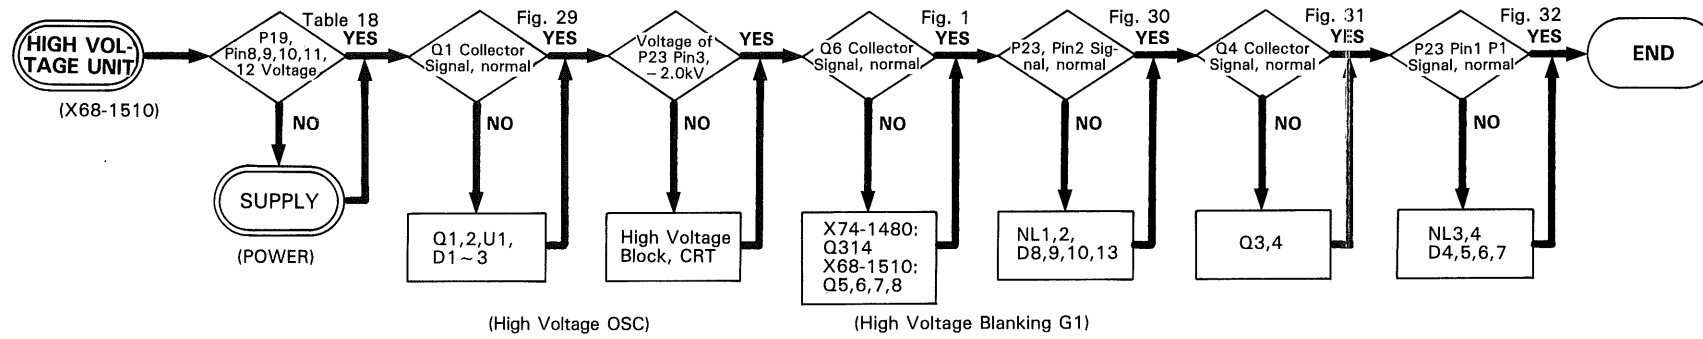 HIGH VOL-
TAGE UNIT
(X68-1510)
Table 18
P19,
Pin8,9,10,11,
12 Voltage
YES
NO
SUPPLY
(POWER)
Fig. 29
Q1 Collector
Signal, normal
YES
NO
Q1,2,U1,
D1~3
(High Voltage OSC)
Voltage of
P23 Pin3,
−2.0kV
YES
NO
High Voltage
Block, CRT
Fig. 1
Q6 Collector
Signal, normal
YES
NO
X74-1480:
Q314
X68-1510:
Q5,6,7,8
(High Voltage Blanking G1)
Fig. 30
P23, Pin2 Sig-
nal, normal
YES
NO
NL1,2,
D8,9,10,13
Fig. 31
Q4 Collector
Signal, normal
YES
NO
Q3,4
Fig. 32
P23 Pin1 P1
Signal, normal
YES
NO
NL3,4
D4,5,6,7
END